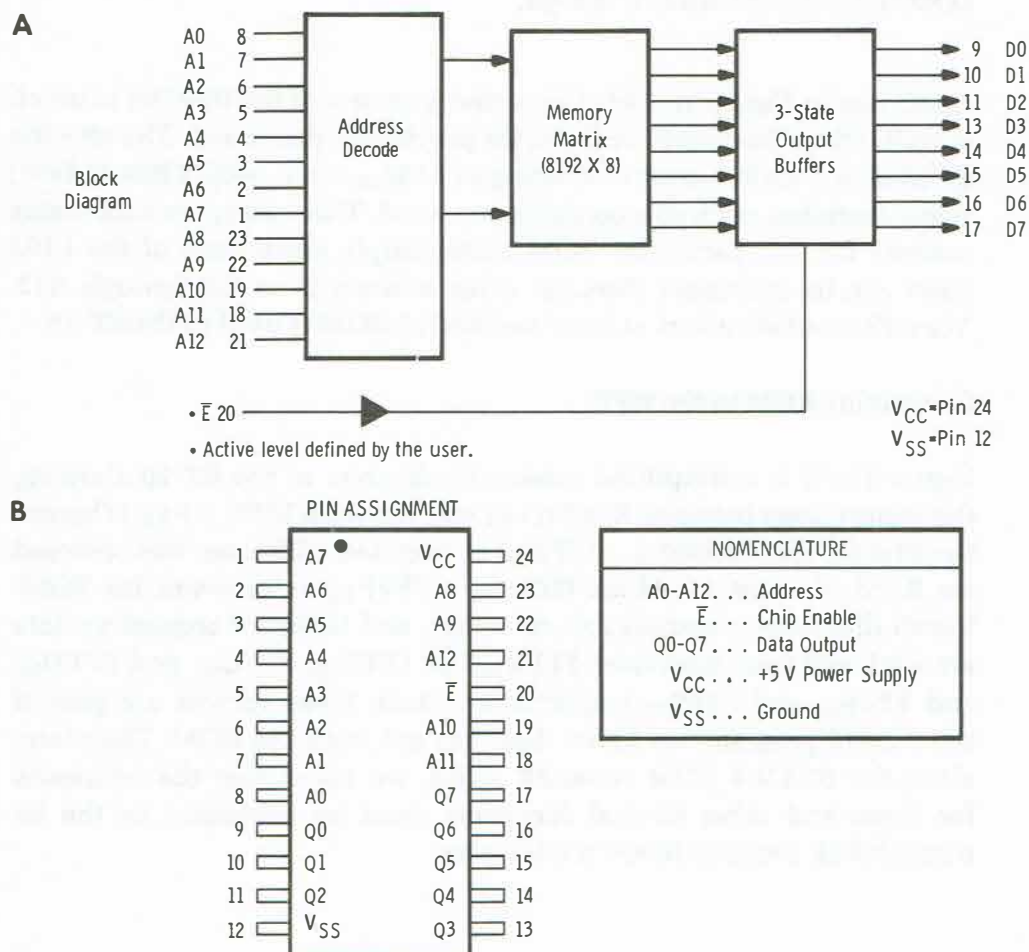 A
A0 8
A1 7
A2 6
A3 5
A4 4
A5 3
A6 2
A7 1
A8 23
A9 22
A10 19
A11 18
A12 21
Block
Diagram
Address
Decode
Memory
Matrix
(8192 X 8)
3-State
Output
Buffers
9 D0
10 D1
11 D2
13 D3
14 D4
15 D5
16 D6
17 D7
• E̅ 20
• Active level defined by the user.
VCC=Pin 24
VSS=Pin 12
B
PIN ASSIGNMENT
1 A7 VCC 24
2 A6 A8 23
3 A5 A9 22
4 A4 A12 21
5 A3 E̅ 20
6 A2 A10 19
7 A1 A11 18
8 A0 Q7 17
9 Q0 Q6 16
10 Q1 Q5 15
11 Q2 Q4 14
12 VSS Q3 13
NOMENCLATURE
A0-A12 . . . Address
E̅ . . . Chip Enable
Q0-Q7 . . . Data Output
VCC . . . +5 V Power Supply
VSS . . . Ground